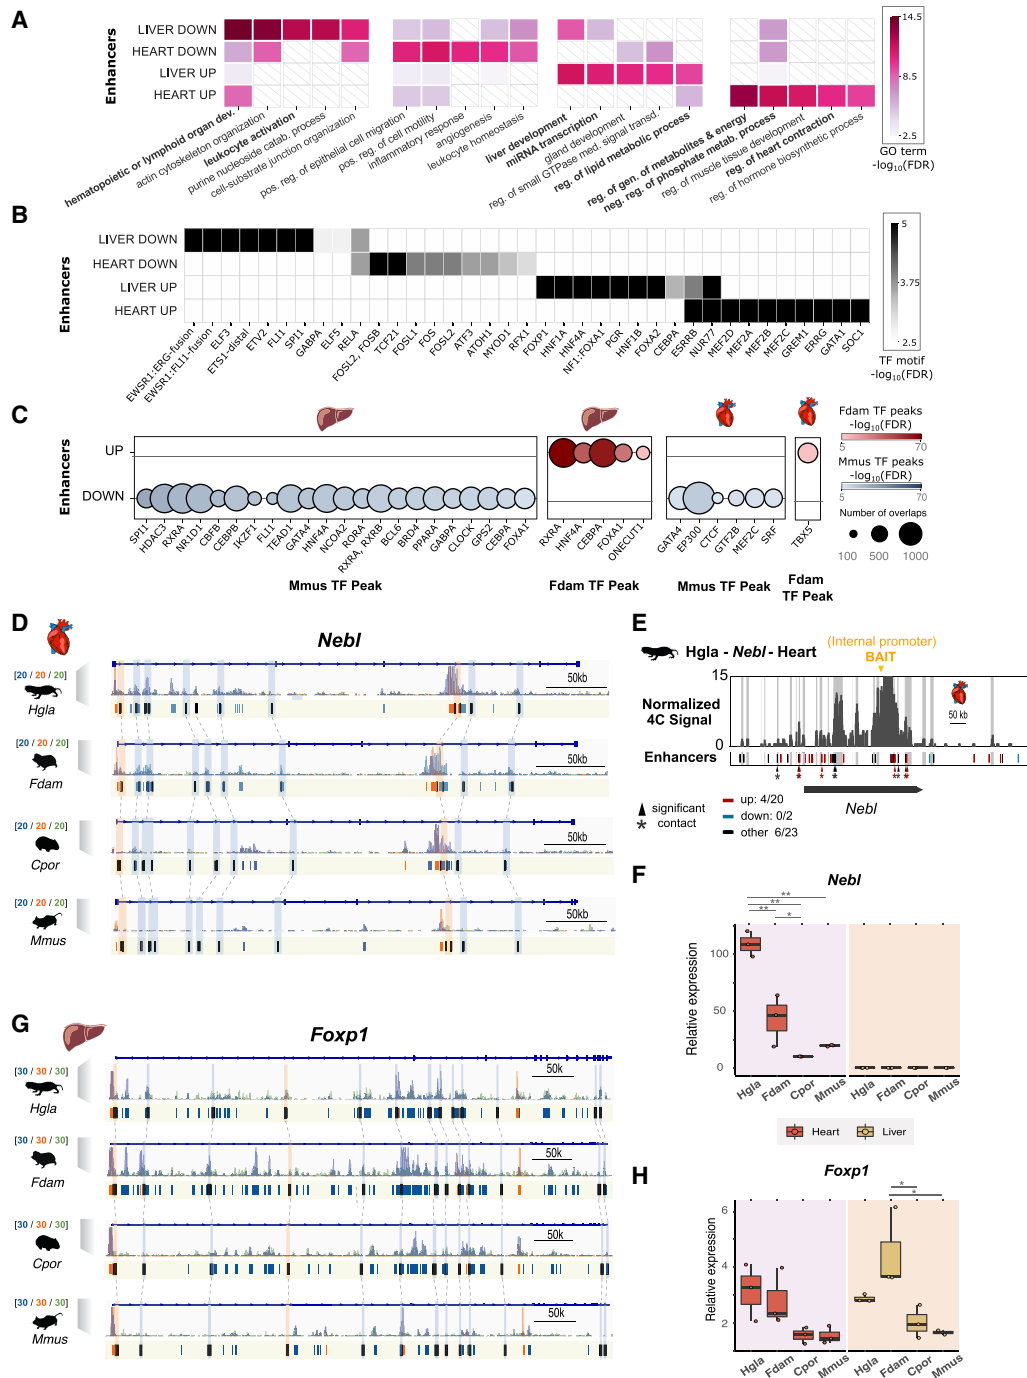 A
Enhancers
LIVER DOWN
HEART DOWN
LIVER UP
HEART UP
hematopoietic or lymphoid organ dev.
actin cytoskeleton organization
leukocyte activation
purine nucleoside catab. process
cell-substrate junction organization
pos. reg. of epithelial cell migration
pos. reg. of cell motility
inflammatory response
angiogenesis
leukocyte homeostasis
liver development
miRNA transcription
gland development
reg. of small GTPase med. signal transd.
reg. of lipid metabolic process
reg. of gen. of metabolites & energy
neg. reg. of phosphate metab. process
reg. of muscle tissue development
reg. of heart contraction
reg. of hormone biosynthetic process
14.5
8.5
2.5
GO term
-log10(FDR)
B
Enhancers
LIVER DOWN
HEART DOWN
LIVER UP
HEART UP
EWSR1:ERG-fusion
EWSR1:FLI1-fusion
ELF3
ETS1-distal
ETV2
FLI1
SPI1
GABPA
ELF5
RELA
FOSL2, FOSB
TCF21
FOSL1
FOS
FOSL2
ATF3
ATOH1
MYOD1
RFX1
FOXP1
HNF1A
HNF4A
NF1:FOXA1
PGR
HNF1B
FOXA2
CEBPA
ESRRB
NUR77
MEF2D
MEF2A
MEF2B
MEF2C
GREM1
ERRG
GATA1
SOC1
5
3.75
2.5
TF motif
-log10(FDR)
C
Enhancers
UP
DOWN
SPI1
HDAC3
RXRA
NR1D1
CBFB
CEBPB
IKZF1
FLI1
TEAD1
GATA4
HNF4A
NCOA2
RORA
RXRA, RXRB
BCL6
BRD4
PPARA
GABPA
CLOCK
GPS2
CEBPA
FOXA1
Mmus TF Peak
RXRA
HNF4A
CEBPA
FOXA1
ONECUT1
Fdam TF Peak
GATA4
EP300
CTCF
GTF2B
MEF2C
SRF
Mmus TF Peak
TBX5
Fdam
TF Peak
Fdam TF peaks
-log10(FDR)
5 70
Mmus TF peaks
-log10(FDR)
5 70
Number of overlaps
100 500 1000
D
Nebl
[20 / 20 / 20]
Hgla
50kb
[20 / 20 / 20]
Fdam
50kb
[20 / 20 / 20]
Cpor
50kb
[20 / 20 / 20]
Mmus
50kb
E
Hgla - Nebl - Heart
(Internal promoter)
BAIT
Normalized
4C Signal
15
0
50 kb
Enhancers
Nebl
significant
contact
up: 4/20
down: 0/2
other 6/23
F
Nebl
Relative expression
100
50
0
** ** ** *
Hgla Fdam Cpor Mmus Hgla Fdam Cpor Mmus
Heart Liver
G
Foxp1
[30 / 30 / 30]
Hgla
50k
[30 / 30 / 30]
Fdam
50k
[30 / 30 / 30]
Cpor
50k
[30 / 30 / 30]
Mmus
50k
H
Foxp1
Relative expression
6
4
2
* *
Hgla Fdam Cpor Mmus Hgla Fdam Cpor Mmus